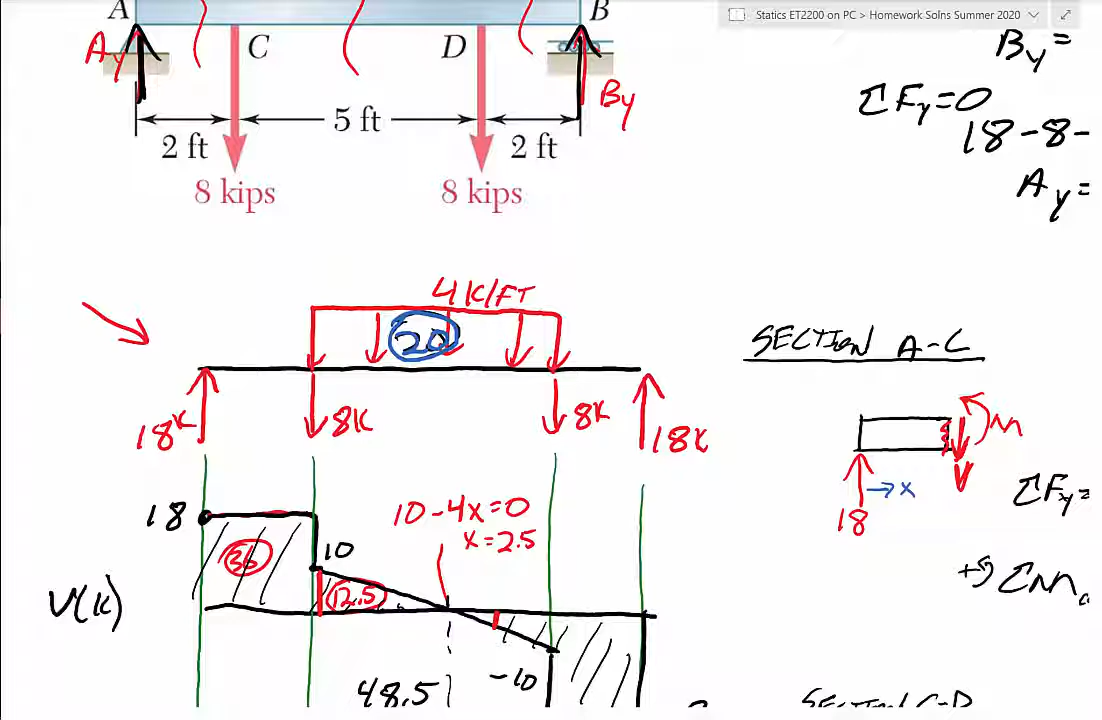 A
B
Statics ET2200 on PC > Homework Solns Summer 2020
Ay
C
D
By
By =
ΣFy=0
5 ft
18-8-
2 ft
2 ft
8 kips
8 kips
Ay=
4K/FT
20
SECTION A-C
18K
8K
8K
18K
M
→x
V
18
ΣFy=
18
10-4x=0
x=2.5
36
10
12.5
+↺ΣM
V(K)
48.5
-10
SECTION C-D